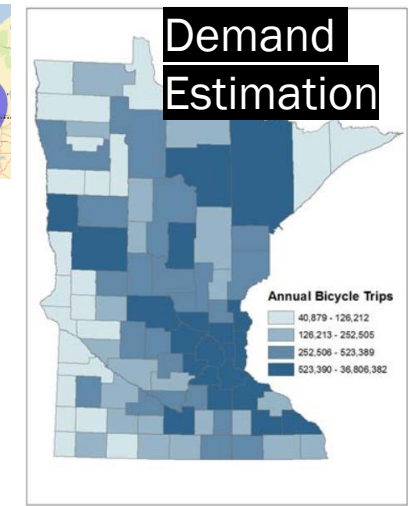 Demand
Estimation
Annual Bicycle Trips
40,879 - 126,212
126,213 - 252,505
252,506 - 523,389
523,390 - 36,806,382